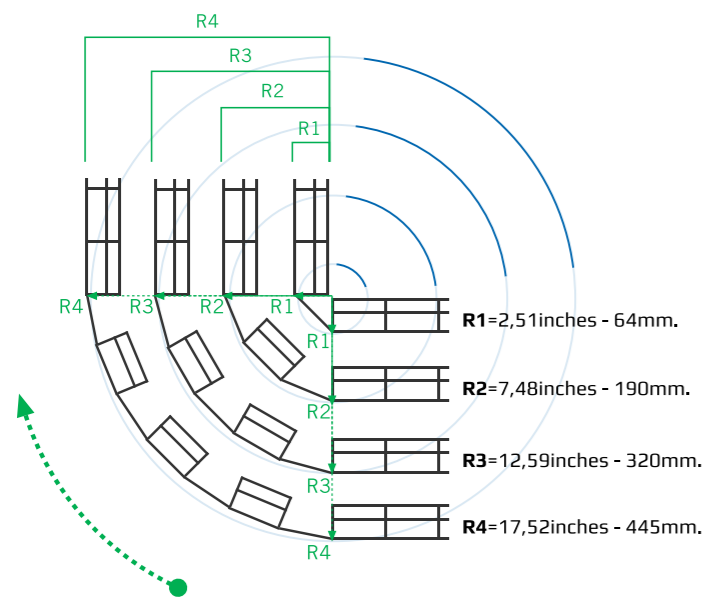 R4
R3
R2
R1
R4
R3
R2
R1
R1
R1=2,51inches - 64mm.
R2=7,48inches - 190mm.
R2
R3=12,59inches - 320mm.
R3
R4=17,52inches - 445mm.
R4